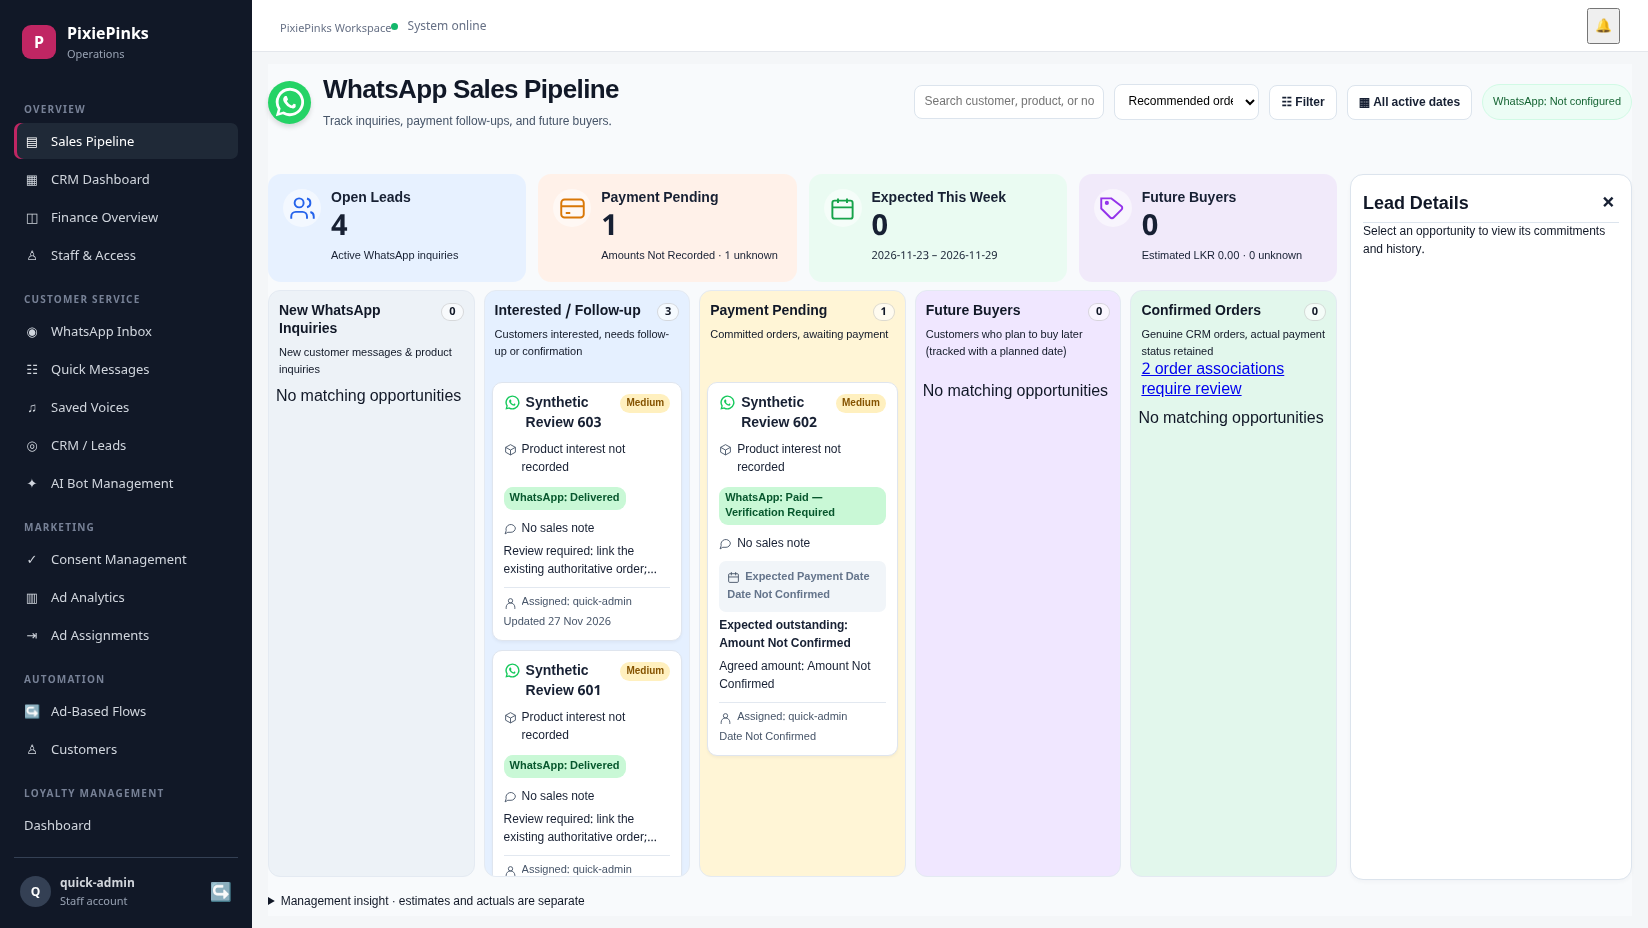 P
PixiePinks
Operations
OVERVIEW
Sales Pipeline
CRM Dashboard
Finance Overview
Staff & Access
CUSTOMER SERVICE
WhatsApp Inbox
Quick Messages
Saved Voices
CRM / Leads
AI Bot Management
MARKETING
Consent Management
Ad Analytics
Ad Assignments
AUTOMATION
Ad-Based Flows
Customers
LOYALTY MANAGEMENT
Dashboard
Q
quick-admin
Staff account
PixiePinks Workspace
System online
WhatsApp Sales Pipeline
Track inquiries, payment follow-ups, and future buyers.
Search customer, product, or no
Recommended orde
Filter
All active dates
WhatsApp: Not configured
Open Leads
4
Active WhatsApp inquiries
Payment Pending
1
Amounts Not Recorded · 1 unknown
Expected This Week
0
2026-11-23 – 2026-11-29
Future Buyers
0
Estimated LKR 0.00 · 0 unknown
New WhatsApp
Inquiries
0
New customer messages & product
inquiries
No matching opportunities
Interested / Follow-up
3
Customers interested, needs follow-
up or confirmation
Synthetic
Review 603
Medium
Product interest not
recorded
WhatsApp: Delivered
No sales note
Review required: link the
existing authoritative order;...
Assigned: quick-admin
Updated 27 Nov 2026
Synthetic
Review 601
Medium
Product interest not
recorded
WhatsApp: Delivered
No sales note
Review required: link the
existing authoritative order;...
Assigned: quick-admin
Payment Pending
1
Committed orders, awaiting payment
Synthetic
Review 602
Medium
Product interest not
recorded
WhatsApp: Paid —
Verification Required
No sales note
Expected Payment Date
Date Not Confirmed
Expected outstanding:
Amount Not Confirmed
Agreed amount: Amount Not
Confirmed
Assigned: quick-admin
Date Not Confirmed
Future Buyers
0
Customers who plan to buy later
(tracked with a planned date)
No matching opportunities
Confirmed Orders
0
Genuine CRM orders, actual payment
status retained
2 order associations
require review
No matching opportunities
Lead Details
×
Select an opportunity to view its commitments
and history.
Management insight · estimates and actuals are separate